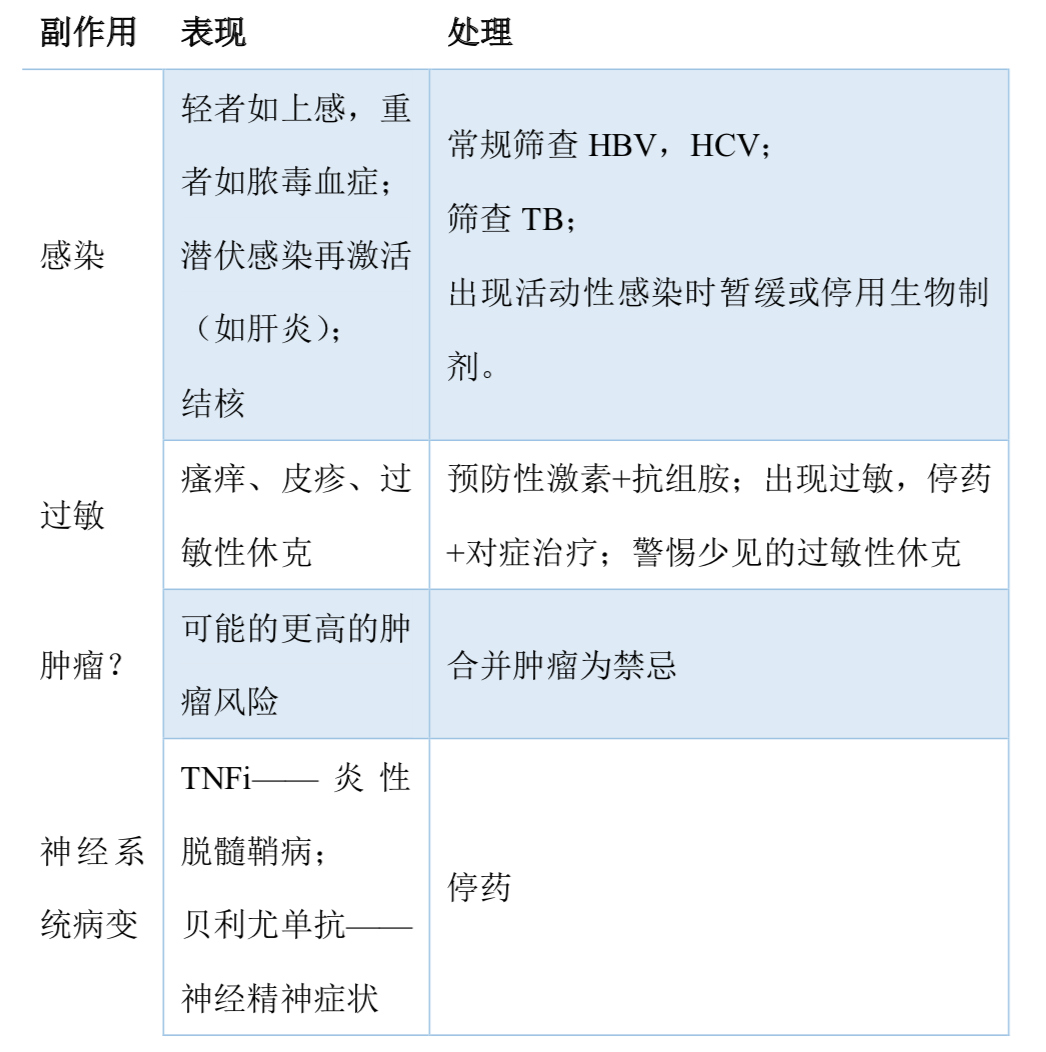 副作用 表现 处理
感染
轻者如上感，重
者如脓毒血症；
潜伏感染再激活
（如肝炎）；
结核
常规筛查 HBV，HCV；
筛查 TB；
出现活动性感染时暂缓或停用生物制
剂。
过敏
瘙痒、皮疹、过
敏性休克
预防性激素+抗组胺；出现过敏，停药
+对症治疗；警惕少见的过敏性休克
肿瘤？
可能的更高的肿
瘤风险
合并肿瘤为禁忌
神经系
统病变
TNFi—— 炎性
脱髓鞘病；
贝利尤单抗——
神经精神症状
停药